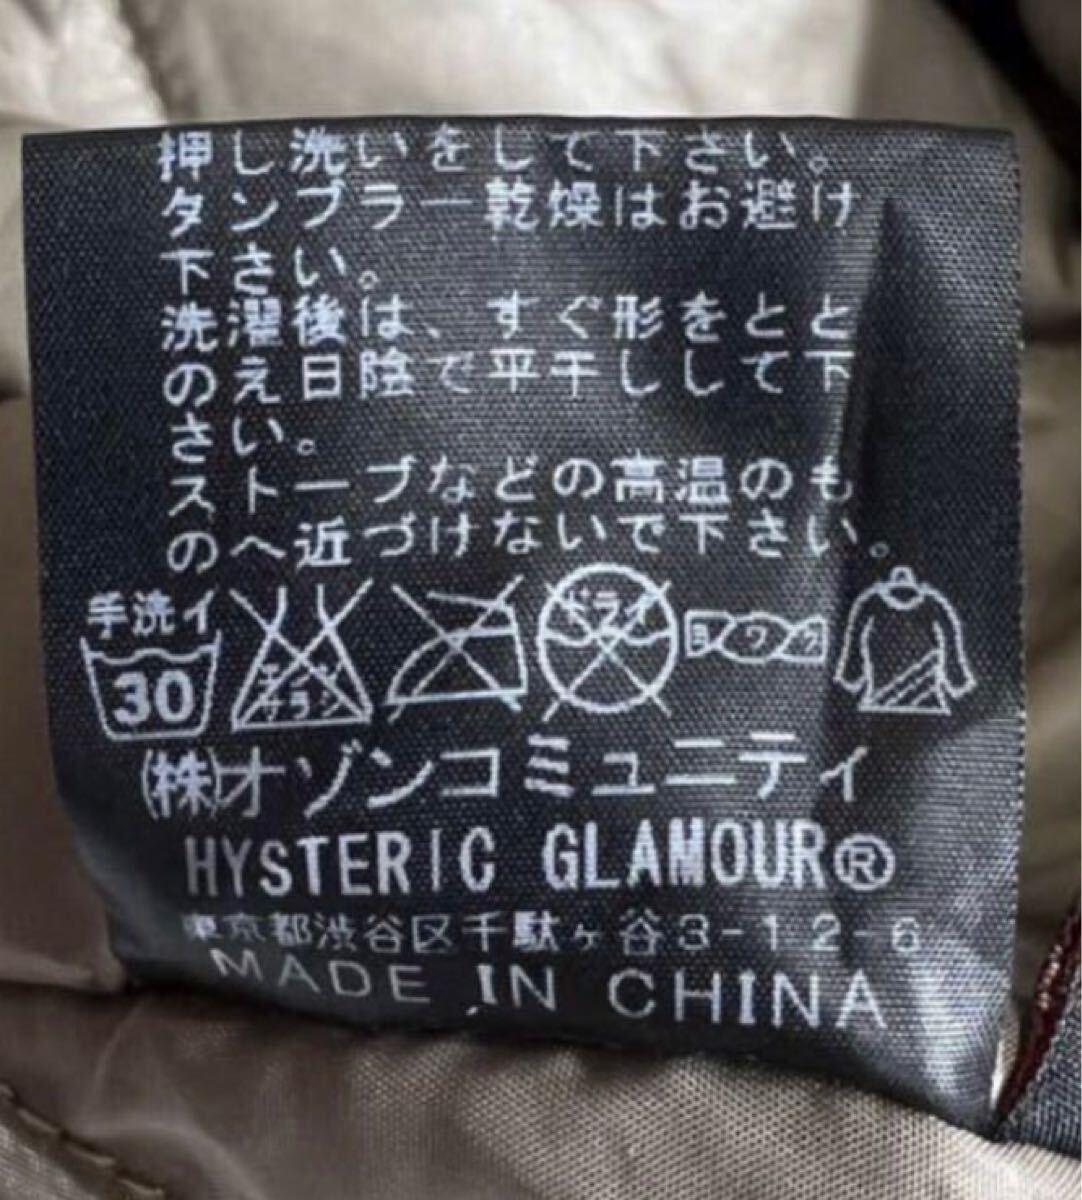 押し洗いをして下さい。
タンブラー乾燥はお避け
下さい。
洗濯後は、すぐ形をとと
のえ日陰で平干ししして下
さい。
ストーブなどの高温のも
のへ近づけないで下さい。
手洗イ
30
エンソサラシ
ドライ
ヨワク
(株)オゾンコミュニティ
HYSTERIC GLAMOUR®
東京都渋谷区千駄ヶ谷3-12-6
MADE IN CHINA